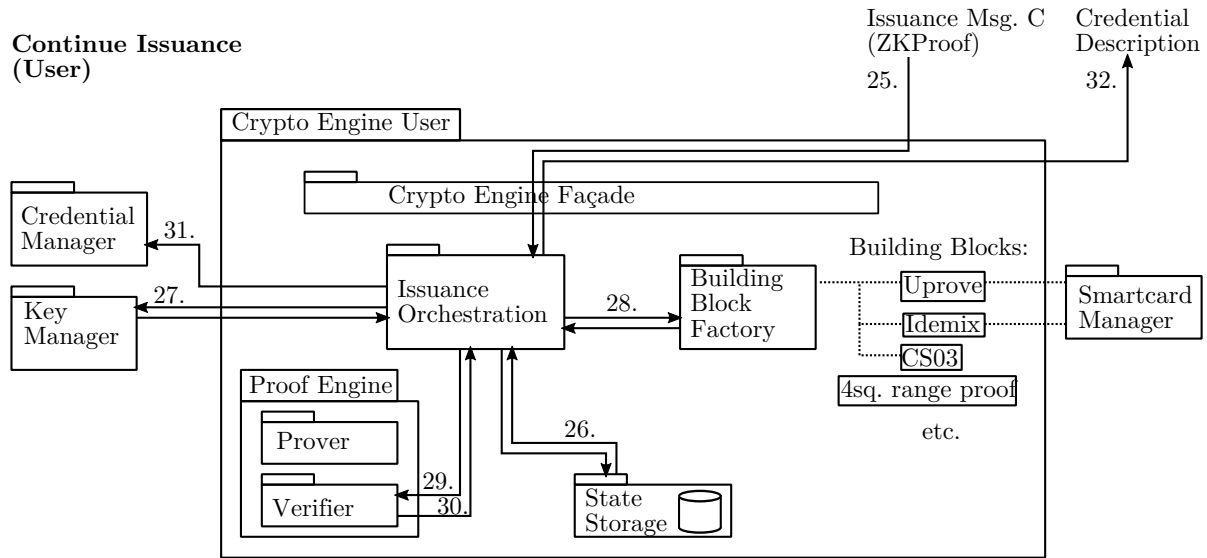 Continue Issuance
(User)
Issuance Msg. C
(ZKProof)
25.
Credential
Description
32.
Crypto Engine User
Crypto Engine Façade
Credential
Manager
31.
Key
Manager
27.
Issuance
Orchestration
28.
Building
Block
Factory
Building Blocks:
Uprove
Idemix
CS03
4sq. range proof
etc.
Smartcard
Manager
Proof Engine
Prover
Verifier
29.
30.
26.
State
Storage